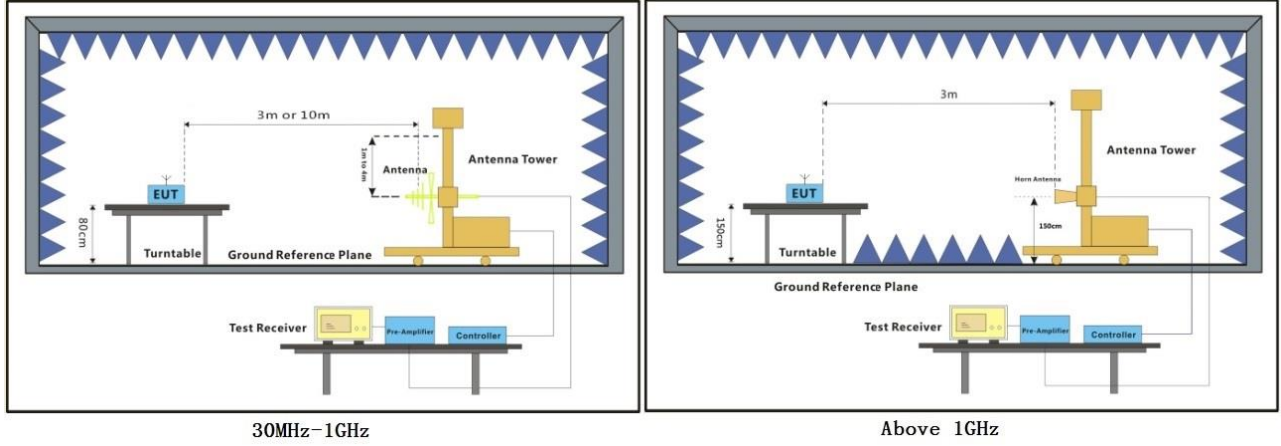 3m or 10m
1m to 4m
Antenna
Antenna Tower
EUT
80cm
Turntable
Ground Reference Plane
Test Receiver
Pre-Amplifier
Controller
30MHz-1GHz
3m
Antenna Tower
Horn Antenna
EUT
150cm
150cm
Turntable
Ground Reference Plane
Test Receiver
Pre-Amplifier
Controller
Above 1GHz